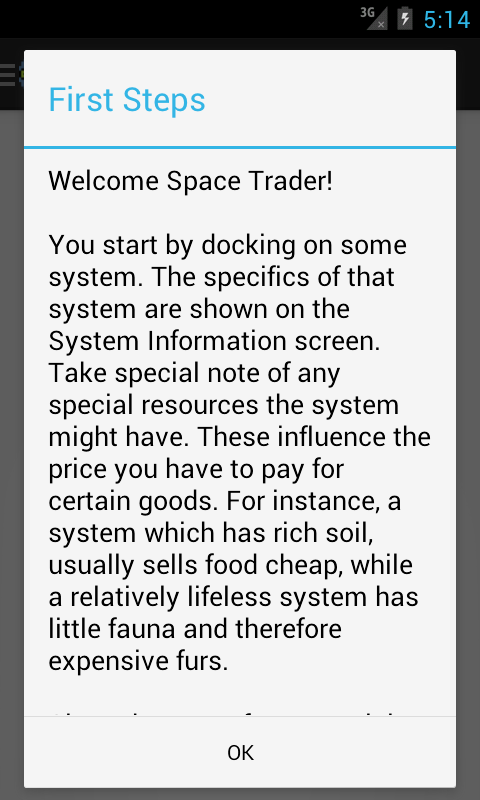 3G
5:14
First Steps
Welcome Space Trader!
You start by docking on some
system. The specifics of that
system are shown on the
System Information screen.
Take special note of any
special resources the system
might have. These influence the
price you have to pay for
certain goods. For instance, a
system which has rich soil,
usually sells food cheap, while
a relatively lifeless system has
little fauna and therefore
expensive furs.
OK